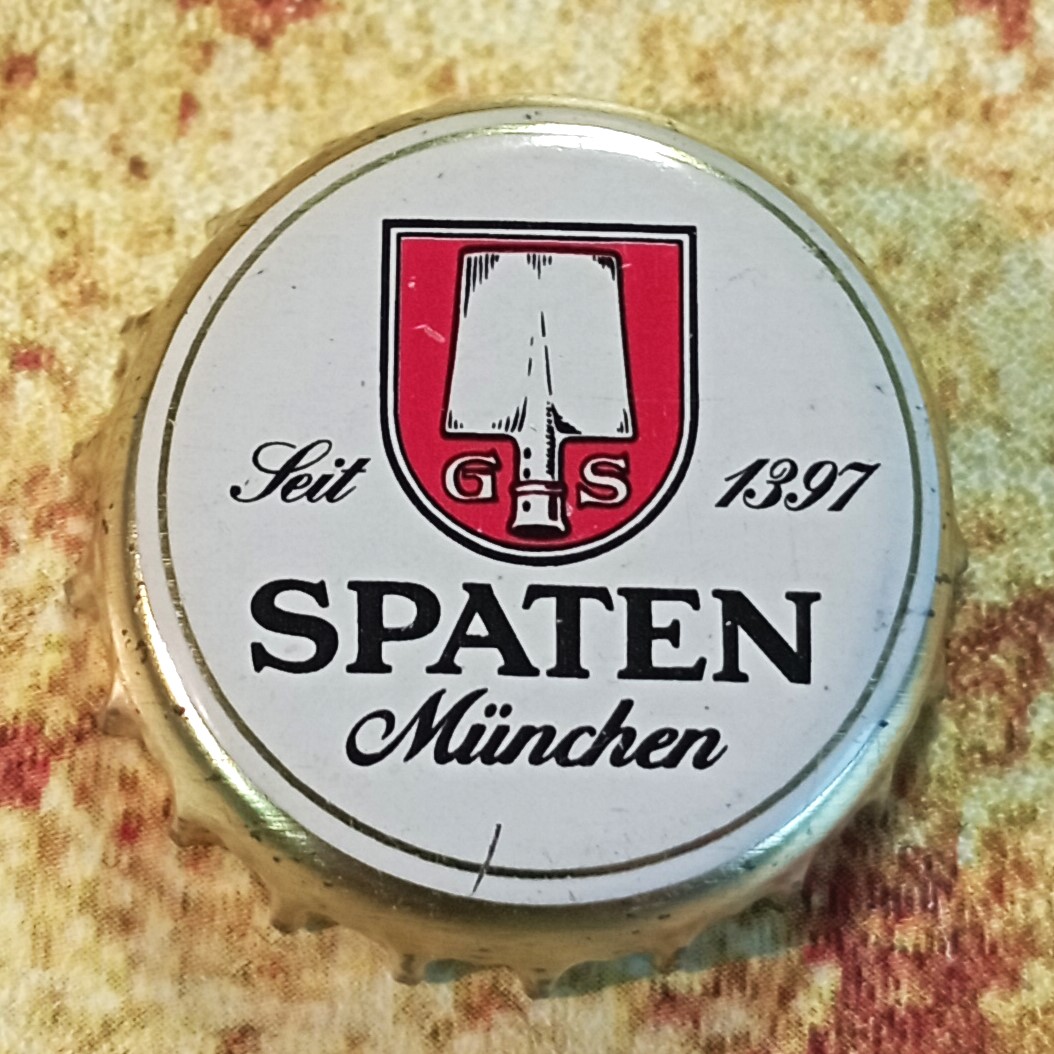 G S
Seit 1397
SPATEN
München